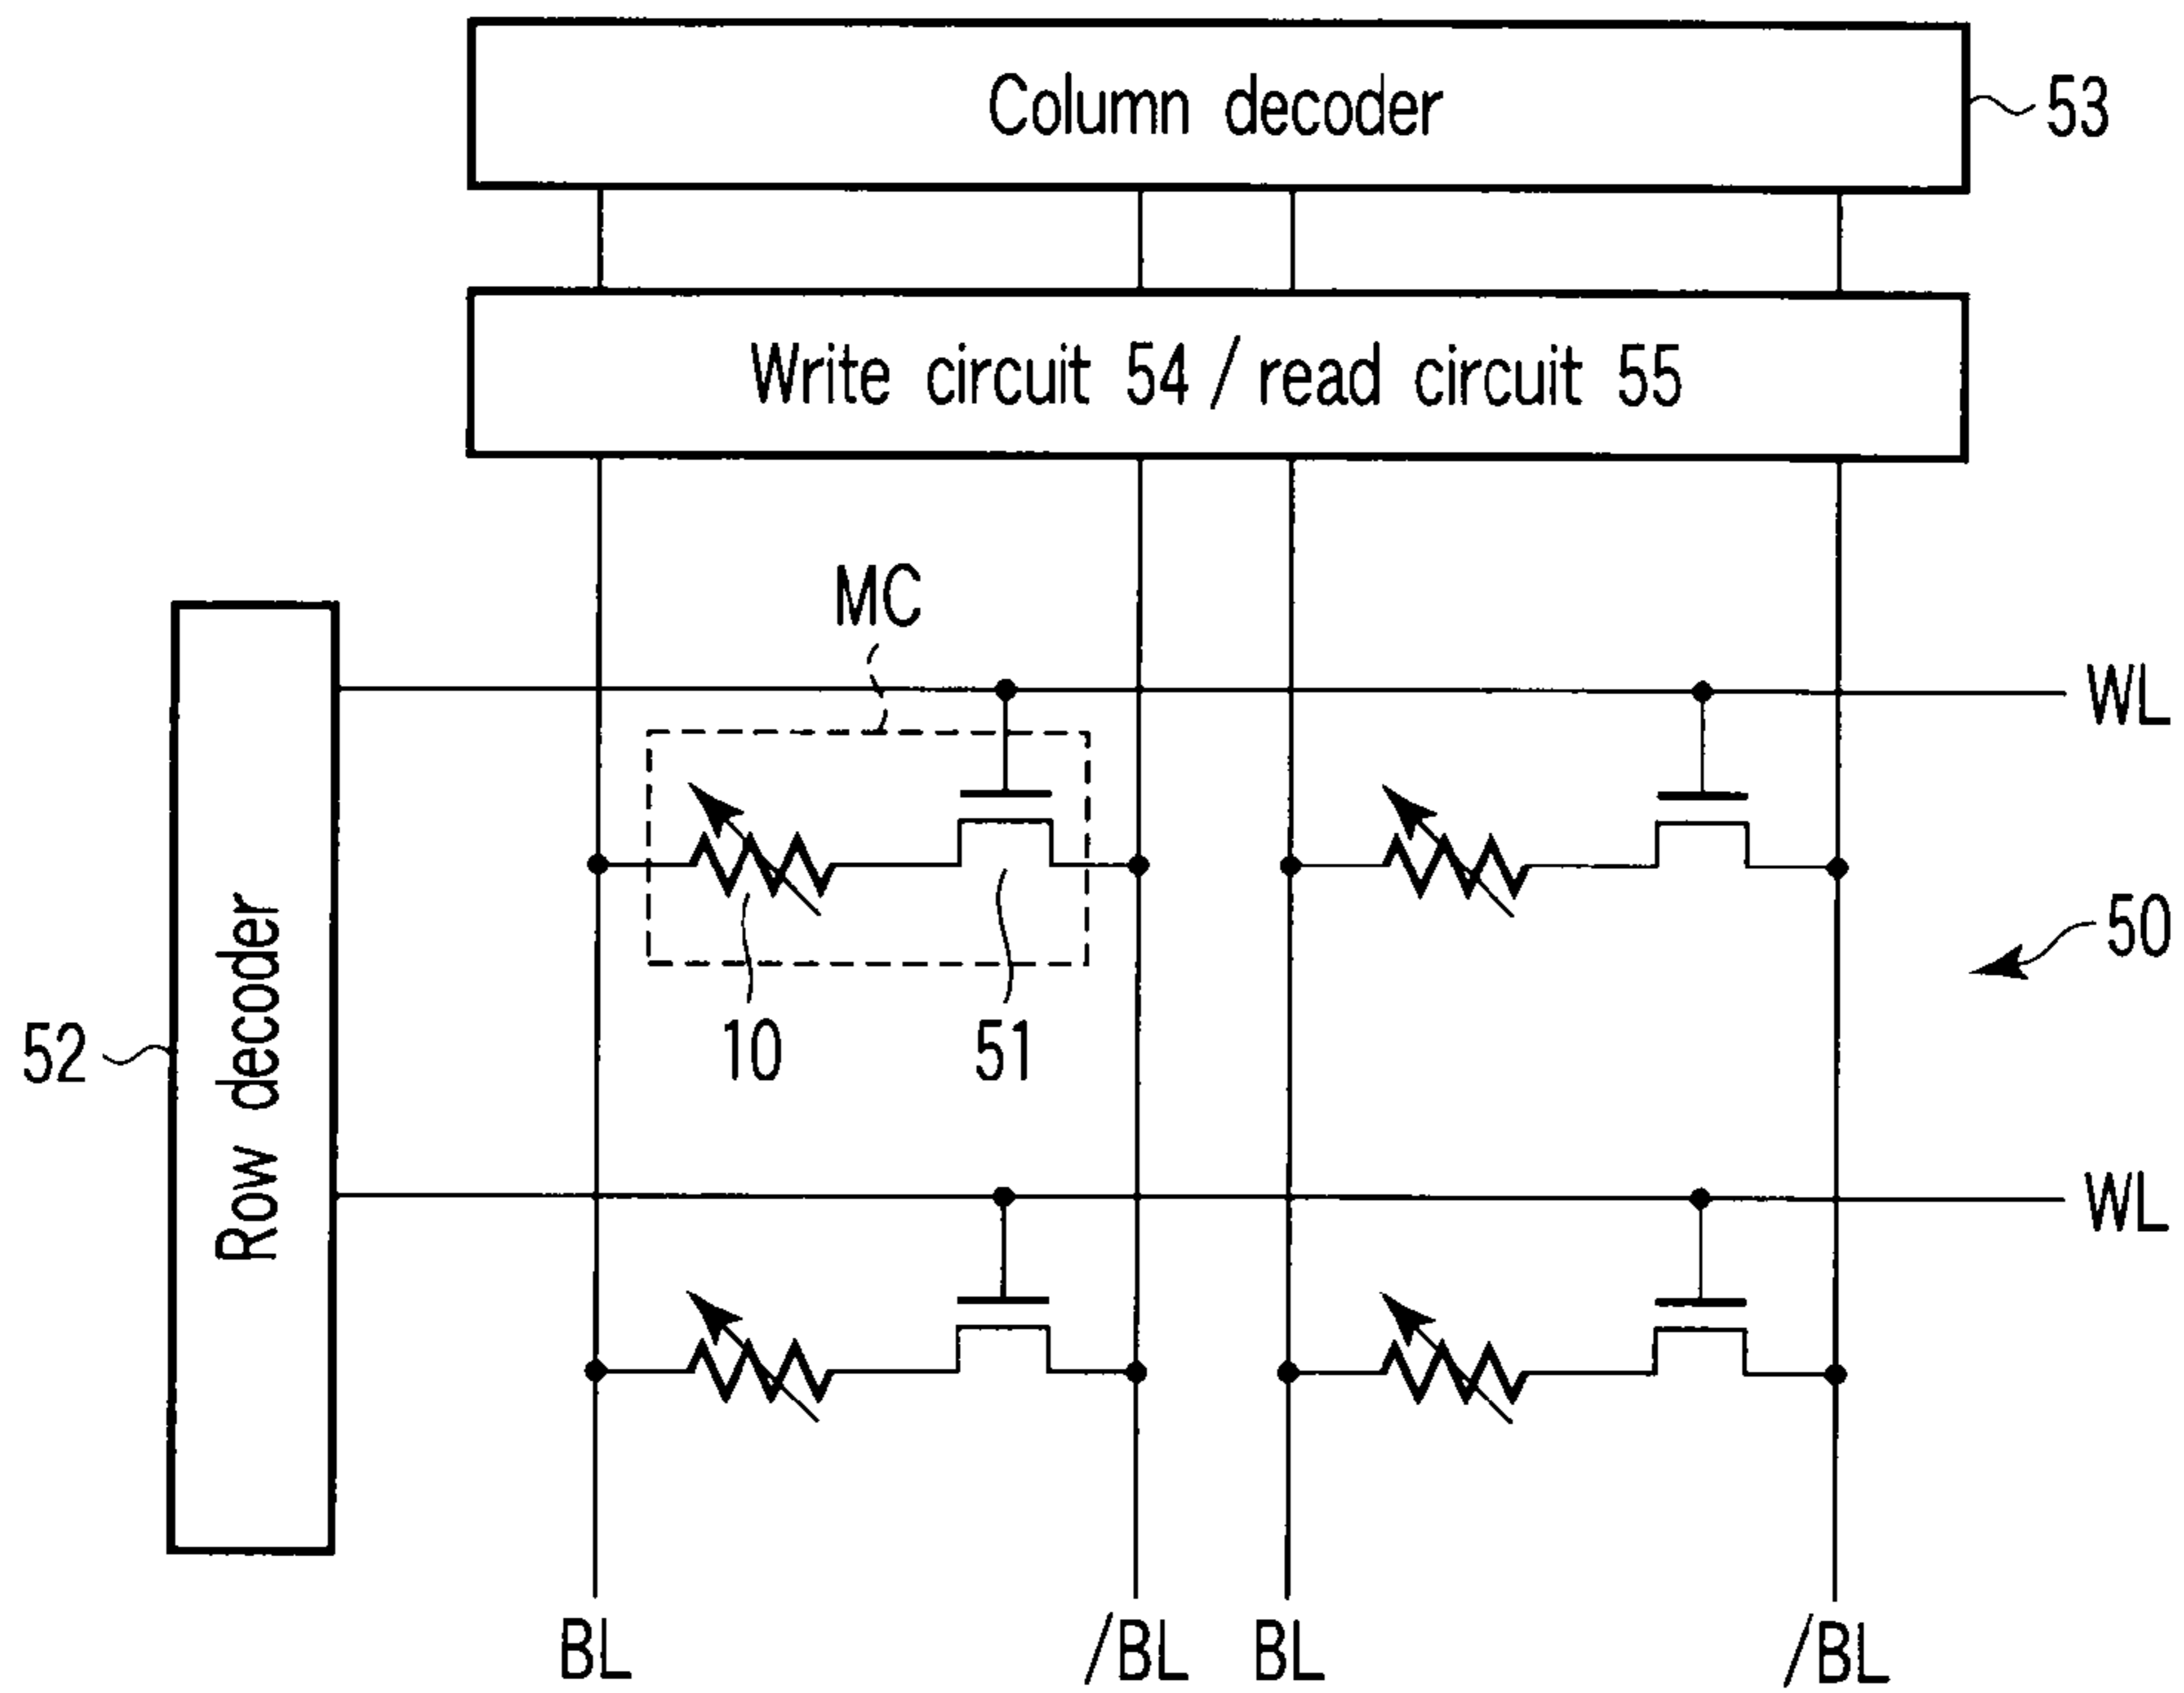 Column decoder
53
Write circuit 54 / read circuit 55
MC
WL
50
10
51
52
Row decoder
WL
BL
/BL
BL
/BL